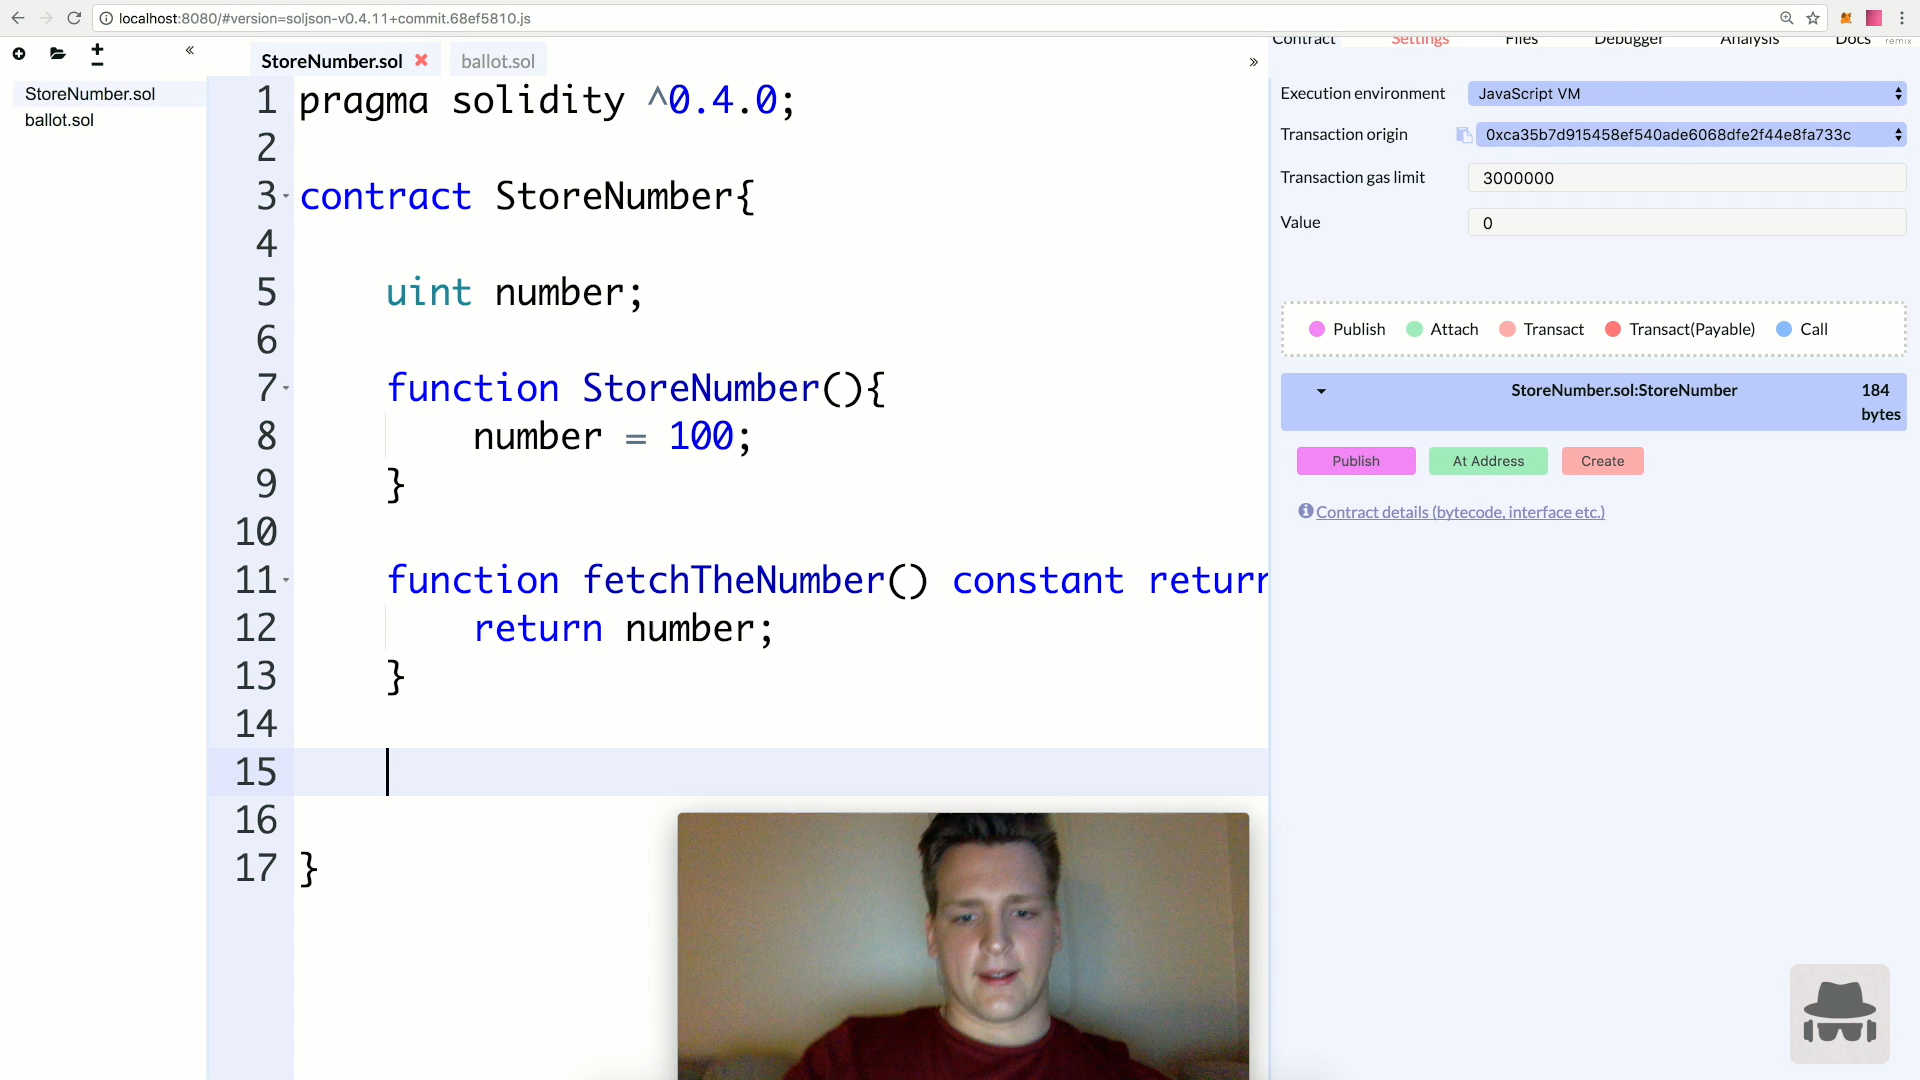 localhost:8080/#version=soljson-v0.4.11+commit.68ef5810.js
StoreNumber.sol
ballot.sol
StoreNumber.sol
ballot.sol
1 pragma solidity ^0.4.0;
2
3 contract StoreNumber{
4
5 uint number;
6
7 function StoreNumber(){
8 number = 100;
9 }
10
11 function fetchTheNumber() constant return
12 return number;
13 }
14
15
16
17 }
Contract Settings Files Debugger Analysis Docs remix
Execution environment JavaScript VM
Transaction origin 0xca35b7d915458ef540ade6068dfe2f44e8fa733c
Transaction gas limit 3000000
Value 0
Publish Attach Transact Transact(Payable) Call
StoreNumber.sol:StoreNumber 184 bytes
Publish At Address Create
Contract details (bytecode, interface etc.)